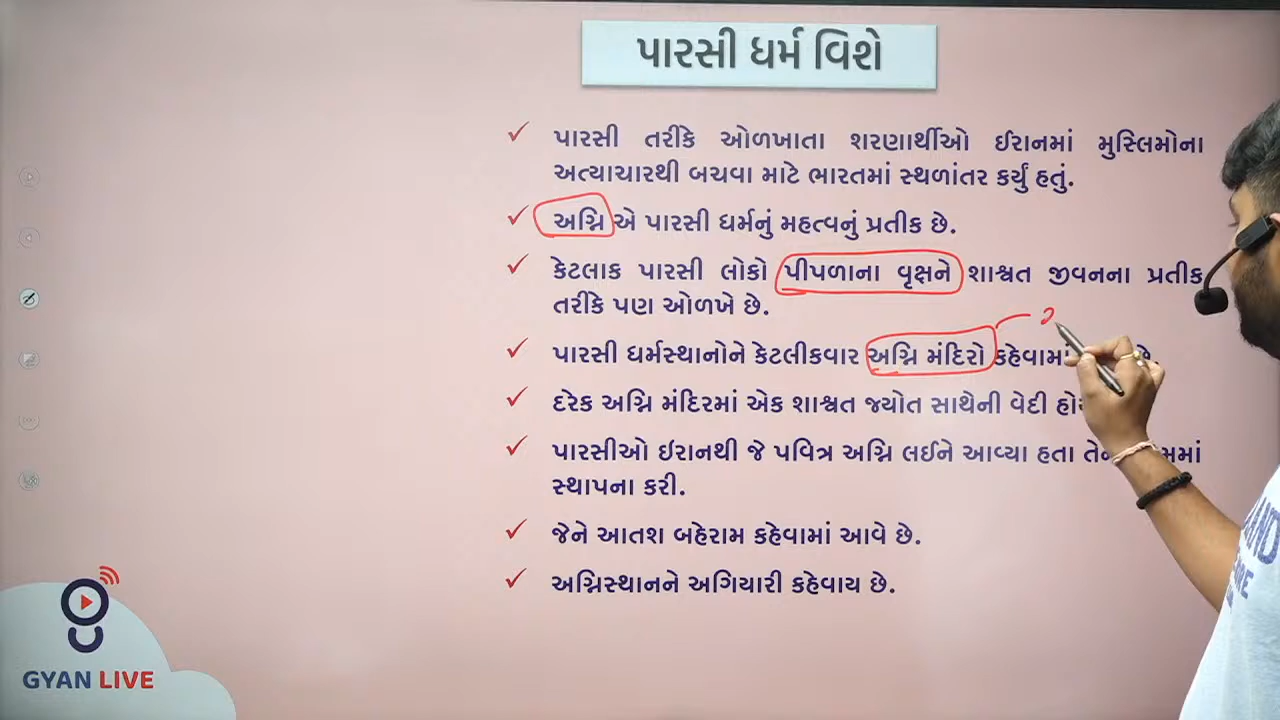 પારસી ધર્મ વિશે
પારસી તરીકે ઓળખાતા શરણાર્થીઓ ઈરાનમાં મુસ્લિમોના
અત્યાચારથી બચવા માટે ભારતમાં સ્થળાંતર કર્યું હતું.
અગ્નિ એ પારસી ધર્મનું મહત્વનું પ્રતીક છે.
કેટલાક પારસી લોકો પીપળાના વૃક્ષને શાશ્વત જીવનના પ્રતીક
તરીકે પણ ઓળખે છે.
પારસી ધર્મસ્થાનોને કેટલીકવાર અગ્નિ મંદિરો
દરેક અગ્નિ મંદિરમાં એક શાશ્વત જ્યોત સાથેની વેદી
પારસીઓ ઈરાનથી જે પવિત્ર અગ્નિ લઈને આવ્યા હતા
સ્થાપના કરી.
જેને આતશ બહેરામ કહેવામાં આવે છે.
અગ્નિસ્થાનને અગિયારી કહેવાય છે.
GYAN LIVE